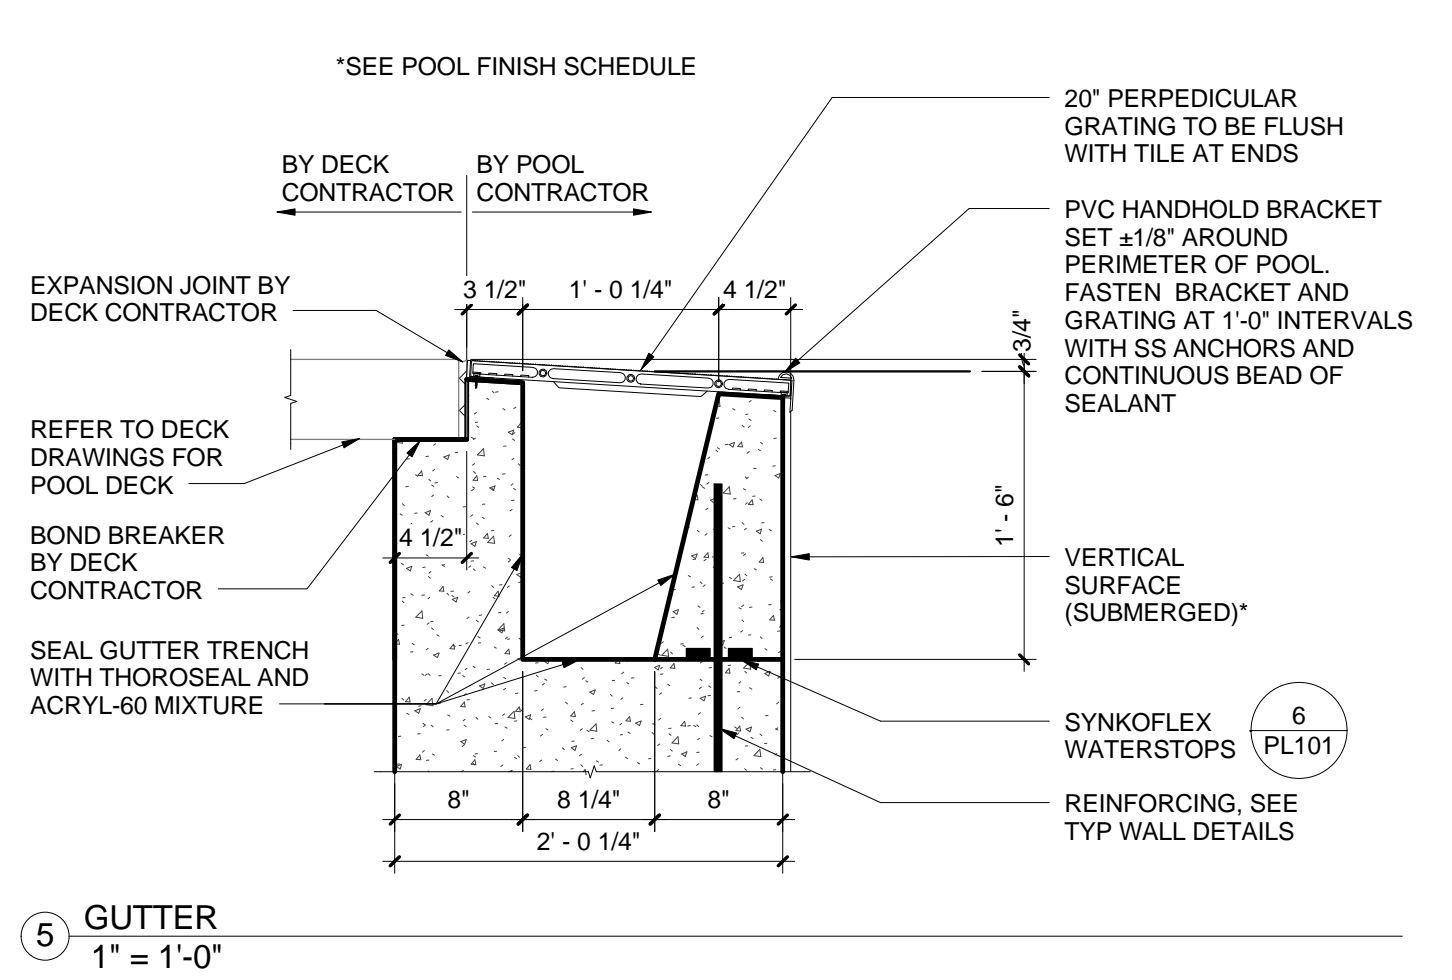 *SEE POOL FINISH SCHEDULE
20" PERPEDICULAR
GRATING TO BE FLUSH
WITH TILE AT ENDS
BY DECK
CONTRACTOR
BY POOL
CONTRACTOR
PVC HANDHOLD BRACKET
SET ±1/8" AROUND
PERIMETER OF POOL.
FASTEN BRACKET AND
GRATING AT 1'-0" INTERVALS
WITH SS ANCHORS AND
CONTINUOUS BEAD OF
SEALANT
EXPANSION JOINT BY
DECK CONTRACTOR
3 1/2"
1' - 0 1/4"
4 1/2"
3/4"
REFER TO DECK
DRAWINGS FOR
POOL DECK
1' - 6"
BOND BREAKER
BY DECK
CONTRACTOR
4 1/2"
VERTICAL
SURFACE
(SUBMERGED)*
SEAL GUTTER TRENCH
WITH THOROSEAL AND
ACRYL-60 MIXTURE
SYNKOFLEX
WATERSTOPS
6
PL101
8"
8 1/4"
8"
2' - 0 1/4"
REINFORCING, SEE
TYP WALL DETAILS
5
GUTTER
1" = 1'-0"